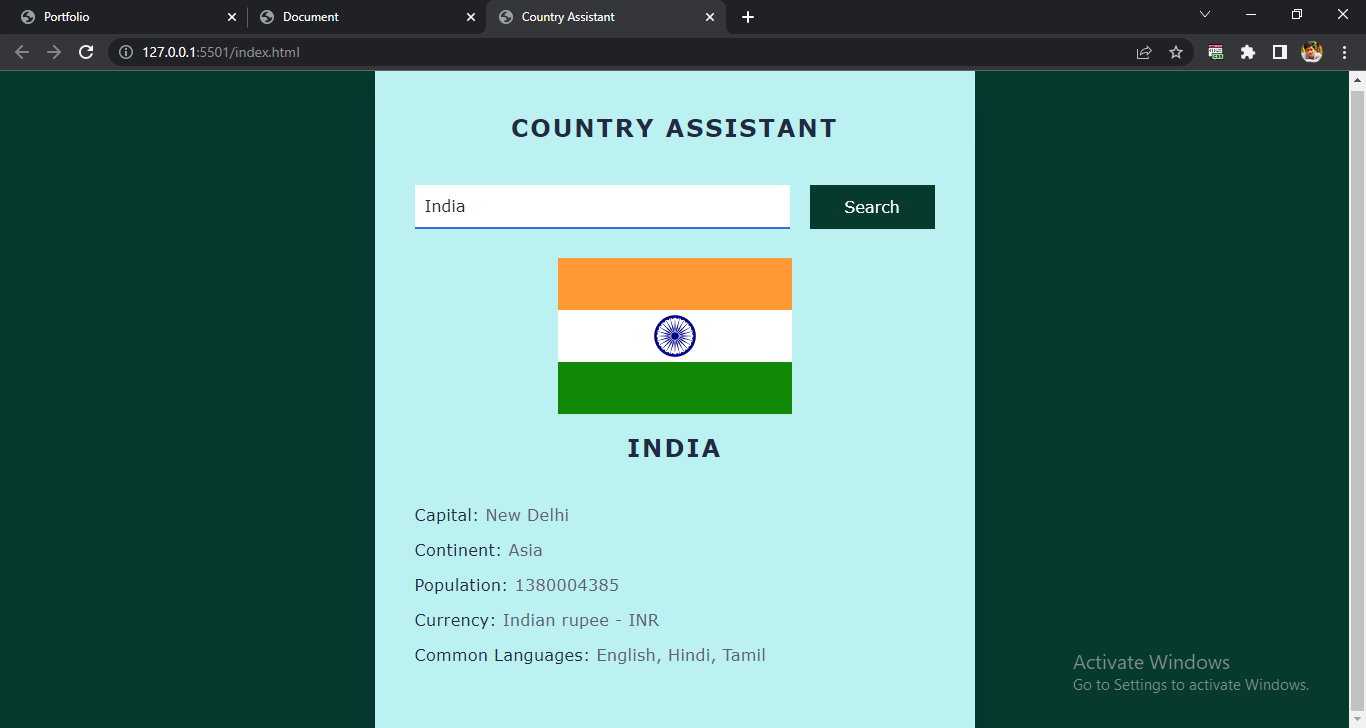 Portfolio
Document
Country Assistant
127.0.0.1:5501/index.html
COUNTRY ASSISTANT
India
Search
INDIA
Capital: New Delhi
Continent: Asia
Population: 1380004385
Currency: Indian rupee - INR
Common Languages: English, Hindi, Tamil
Activate Windows
Go to Settings to activate Windows.